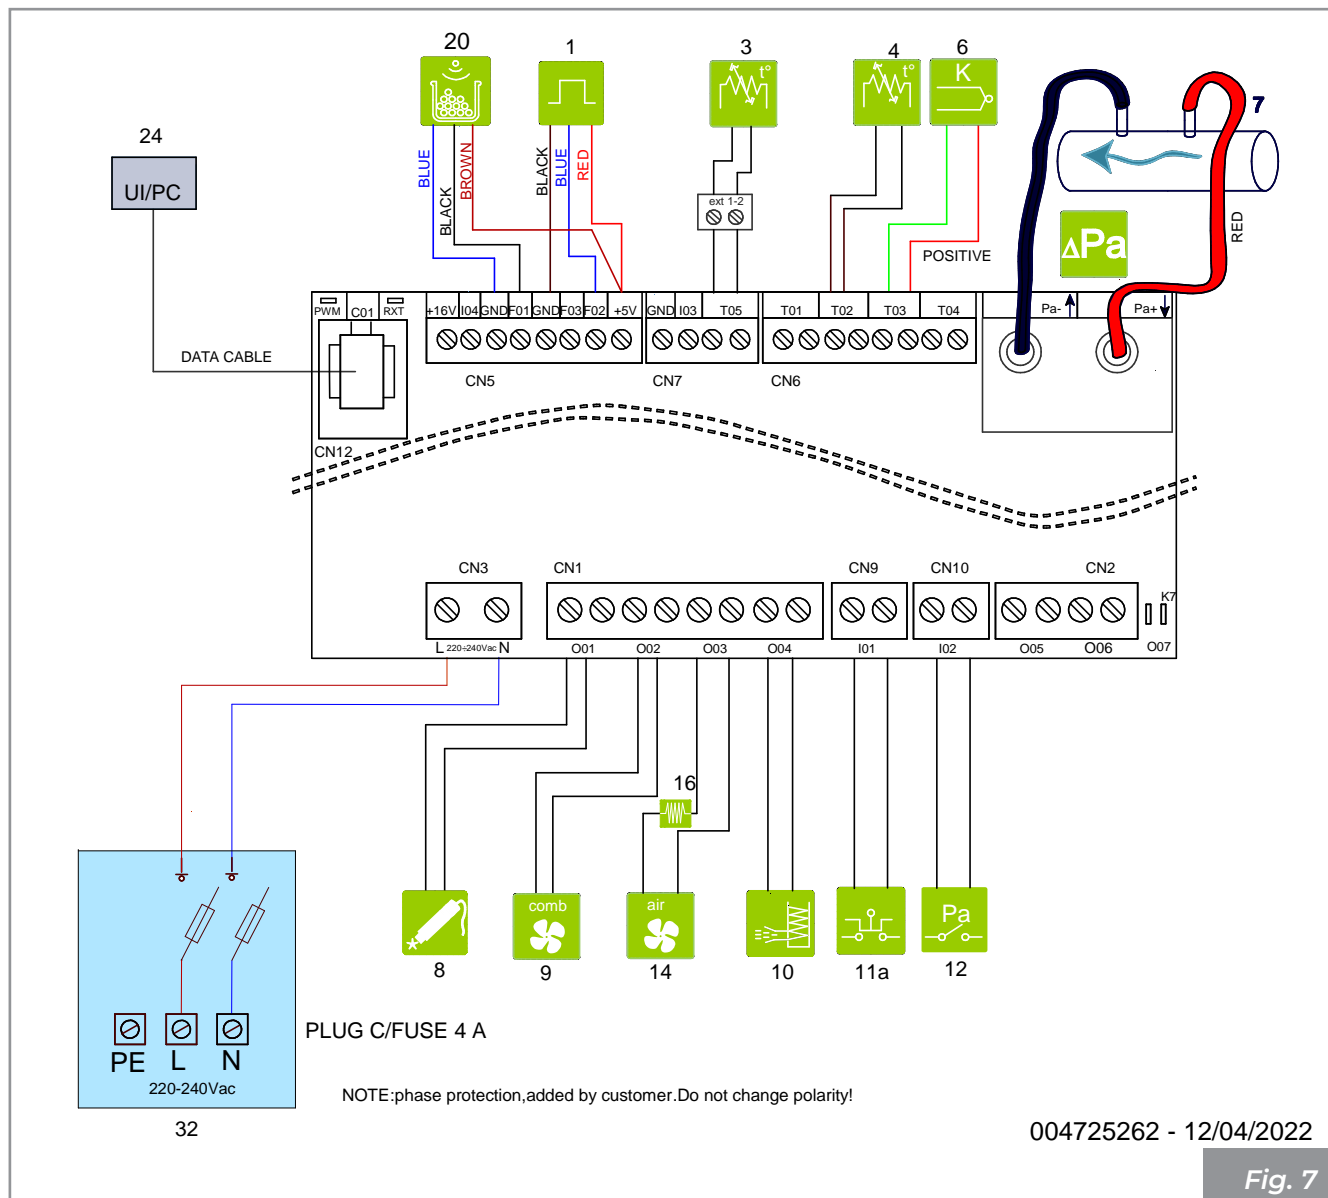 20
1
3
4
6
7
24
UI/PC
t°
t°
K
BLUE
BLACK
BROWN
BLACK
BLUE
RED
ext 1-2
POSITIVE
ΔPa
RED
DATA CABLE
PWM C01 RXT
+16V I04 GND F01 GND F03 F02 +5V
GND I03 T05
T01 T02 T03 T04
Pa- Pa+
CN5
CN7
CN6
CN12
CN3
CN1
CN9
CN10
CN2
K7
L 220÷240Vac N
O01 O02 O03 O04
I01
I02
O05 O06 O07
16
comb
air
Pa
8
9
14
10
11a
12
PE L N
220-240Vac
32
PLUG C/FUSE 4 A
NOTE:phase protection,added by customer.Do not change polarity!
004725262 - 12/04/2022
Fig. 7